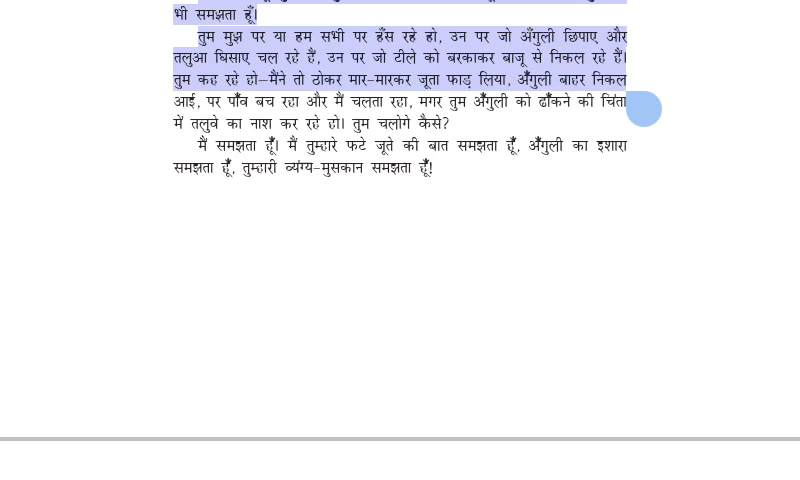 भी समझता हूँ।
तुम मुझ पर या हम सभी पर हँस रहे हो, उन पर जो अँगुली छिपाए और
तलुआ घिसाए चल रहे हैं, उन पर जो टीले को बरकाकर बाजू से निकल रहे हैं।
तुम कह रहे हो–मैंने तो ठोकर मार-मारकर जूता फाड़ लिया, अँगुली बाहर निकल
आई, पर पाँव बच रहा और मैं चलता रहा, मगर तुम अँगुली को ढाँकने की चिंता
में तलुवे का नाश कर रहे हो। तुम चलोगे कैसे?
मैं समझता हूँ। मैं तुम्हारे फटे जूते की बात समझता हूँ, अँगुली का इशारा
समझता हूँ, तुम्हारी व्यंग्य-मुसकान समझता हूँ!